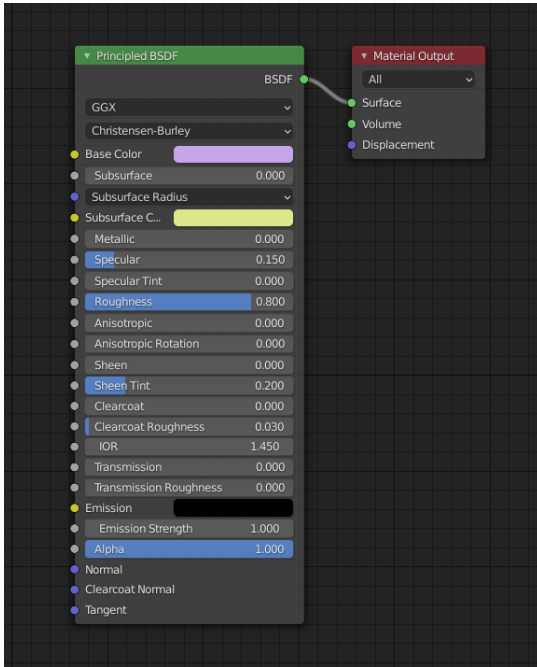 Principled BSDF
BSDF
GGX
Christensen-Burley
Base Color
Subsurface 0.000
Subsurface Radius
Subsurface C...
Metallic 0.000
Specular 0.150
Specular Tint 0.000
Roughness 0.800
Anisotropic 0.000
Anisotropic Rotation 0.000
Sheen 0.000
Sheen Tint 0.200
Clearcoat 0.000
Clearcoat Roughness 0.030
IOR 1.450
Transmission 0.000
Transmission Roughness 0.000
Emission
Emission Strength 1.000
Alpha 1.000
Normal
Clearcoat Normal
Tangent
Material Output
All
Surface
Volume
Displacement